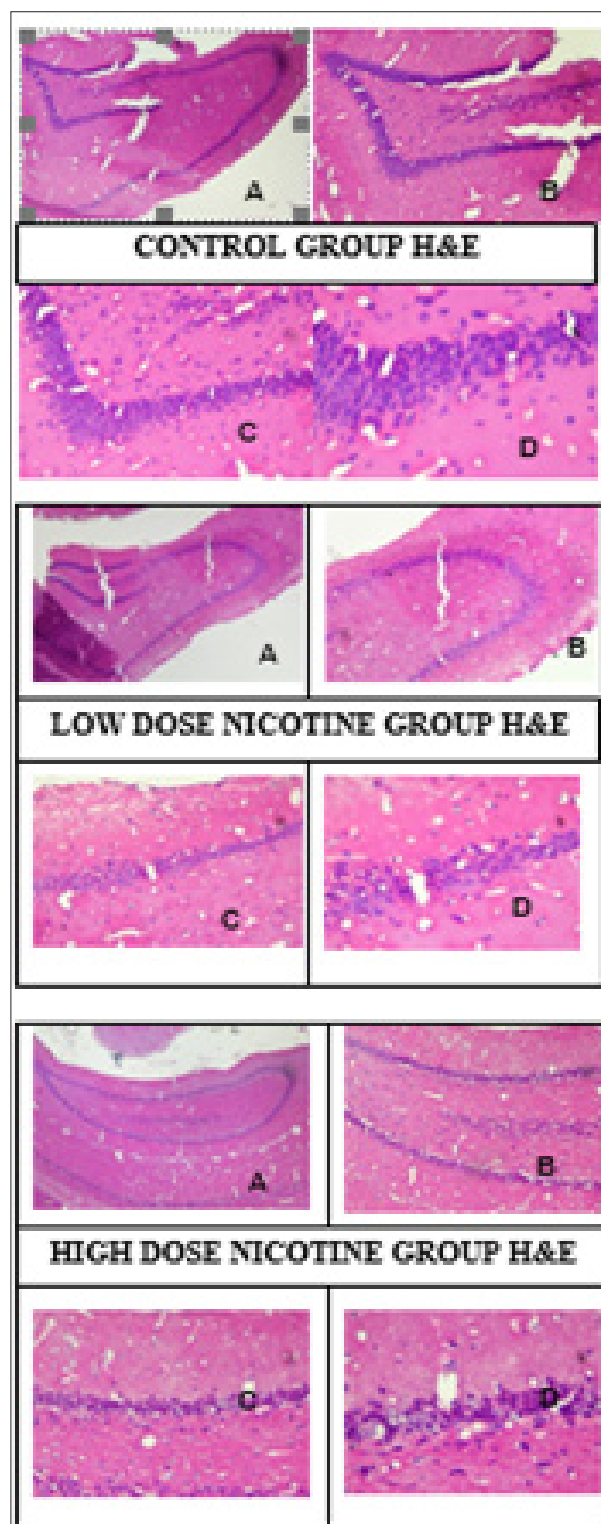 A B
CONTROL GROUP H&E
C D
A B
LOW DOSE NICOTINE GROUP H&E
C D
A B
HIGH DOSE NICOTINE GROUP H&E
C D